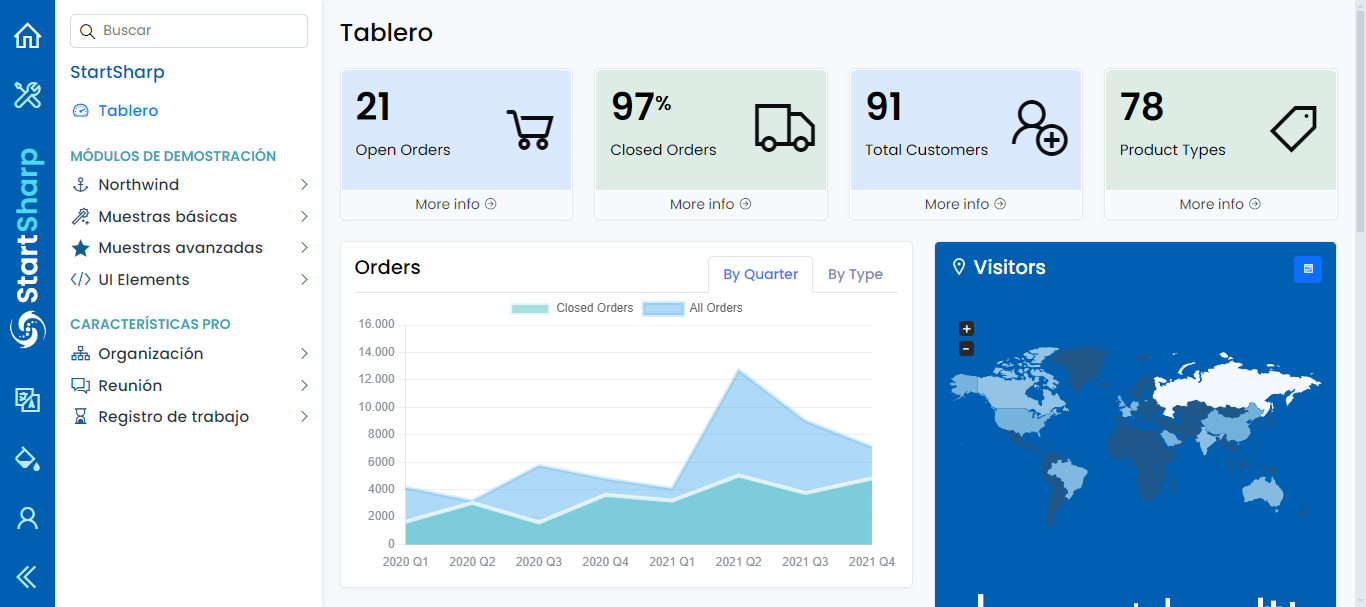 StartSharp
Buscar
StartSharp
Tablero
MÓDULOS DE DEMOSTRACIÓN
Northwind
Muestras básicas
Muestras avanzadas
UI Elements
CARACTERÍSTICAS PRO
Organización
Reunión
Registro de trabajo
Tablero
21
Open Orders
More info
97%
Closed Orders
More info
91
Total Customers
More info
78
Product Types
More info
Orders
By Quarter
By Type
Closed Orders
All Orders
16.000
14.000
12.000
10.000
8000
6000
4000
2000
0
2020 Q1
2020 Q2
2020 Q3
2020 Q4
2021 Q1
2021 Q2
2021 Q3
2021 Q4
Visitors
+
−